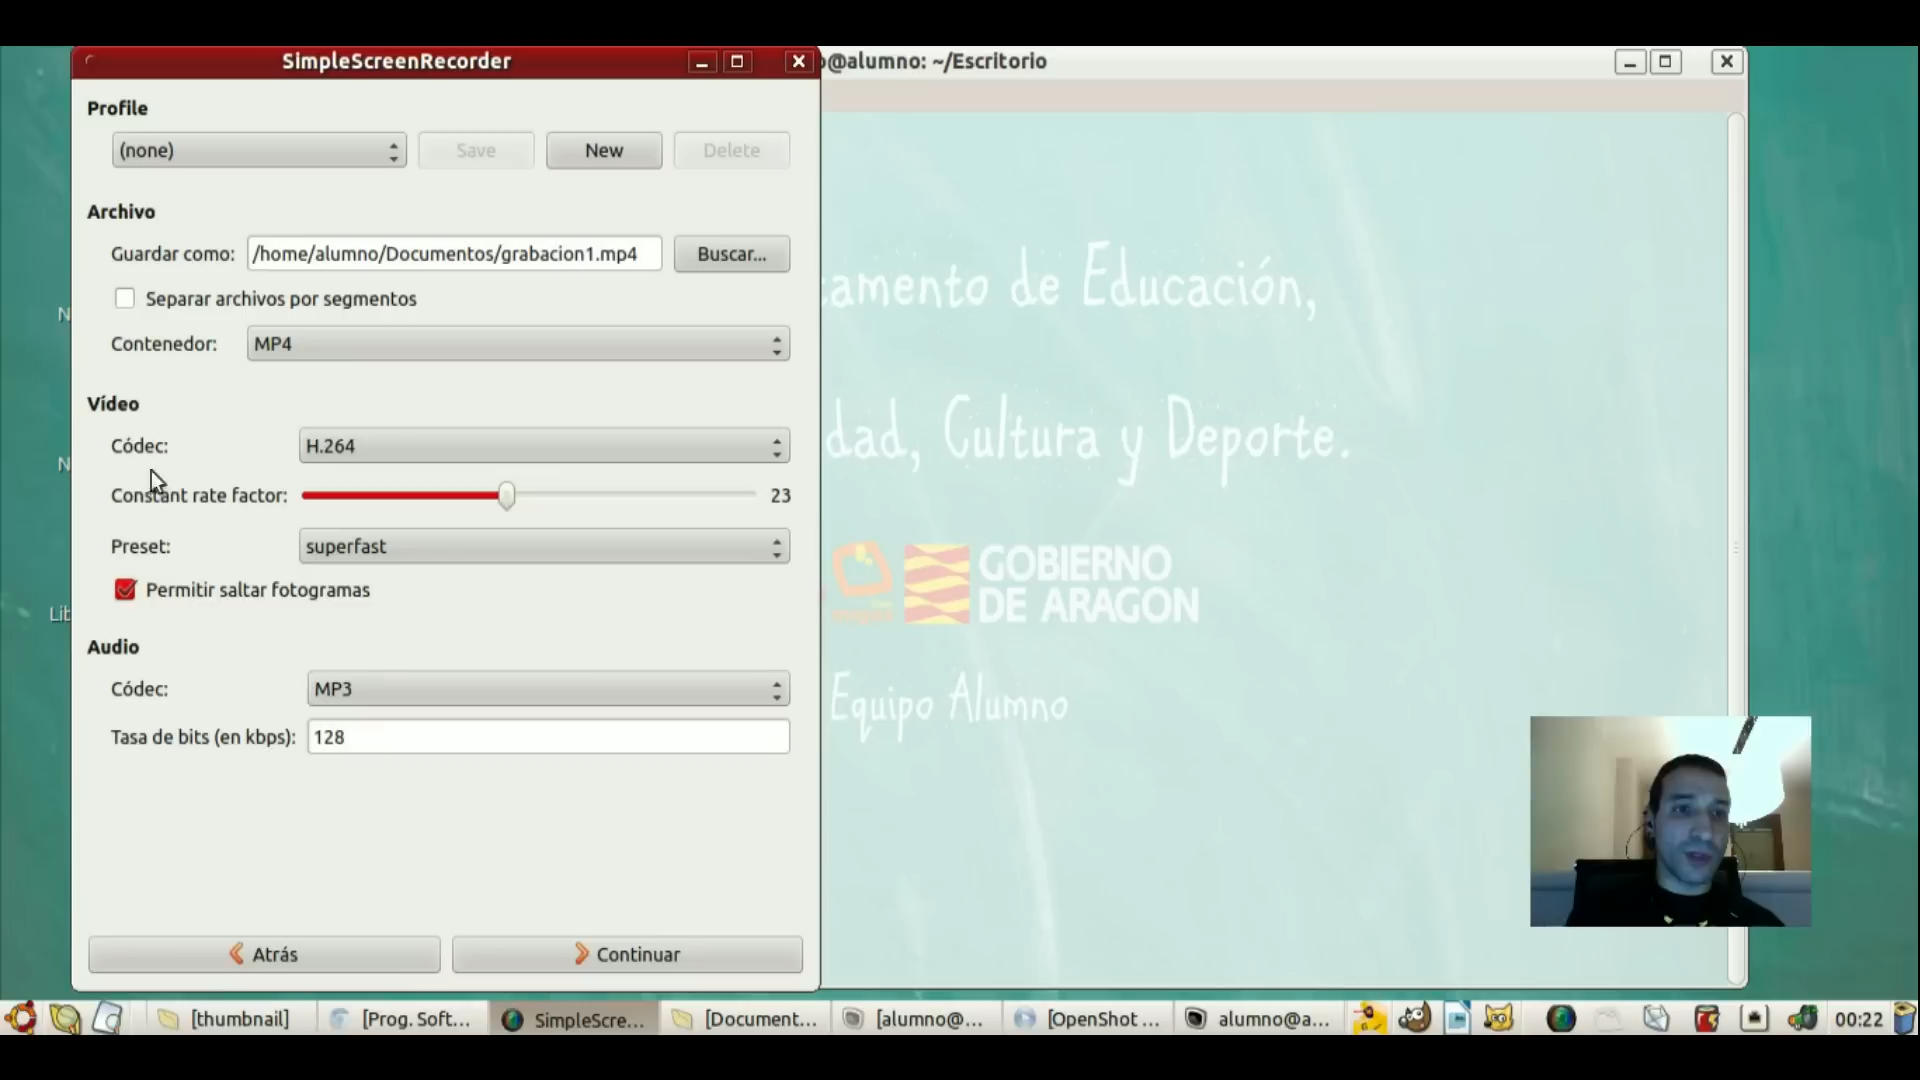 SimpleScreenRecorder
@alumno: ~/Escritorio
Profile
(none)
Save
New
Delete
Archivo
Guardar como: /home/alumno/Documentos/grabacion1.mp4 Buscar...
Separar archivos por segmentos
Contenedor: MP4
Vídeo
Códec: H.264
Constant rate factor: 23
Preset: superfast
Permitir saltar fotogramas
Audio
Códec: MP3
Tasa de bits (en kbps): 128
Atrás
Continuar
tamento de Educación,
dad, Cultura y Deporte.
GOBIERNO
DE ARAGON
Equipo Alumno
N
N
Lib
[thumbnail]
[Prog. Soft...
SimpleScre...
[Document...
[alumno@...
[OpenShot ...
alumno@a...
00:22